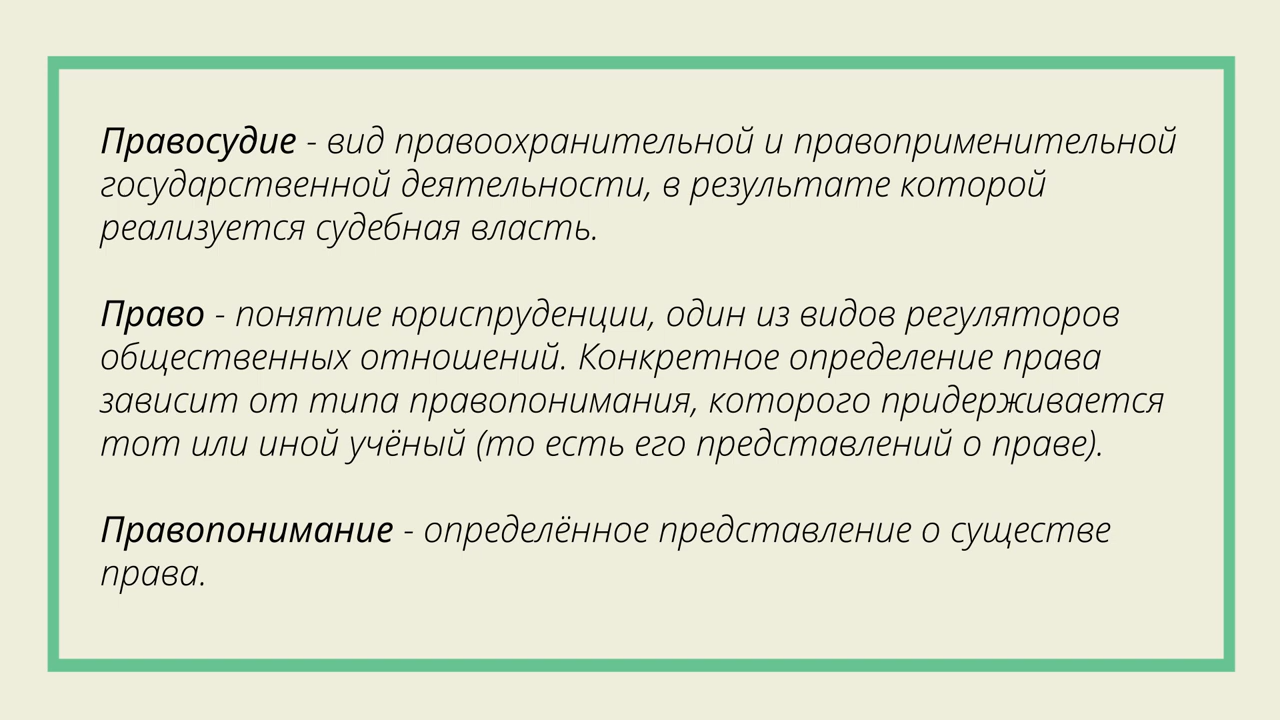 Правосудие - вид правоохранительной и правоприменительной
государственной деятельности, в результате которой
реализуется судебная власть.
Право - понятие юриспруденции, один из видов регуляторов
общественных отношений. Конкретное определение права
зависит от типа правопонимания, которого придерживается
тот или иной учёный (то есть его представлений о праве).
Правопонимание - определённое представление о существе
права.